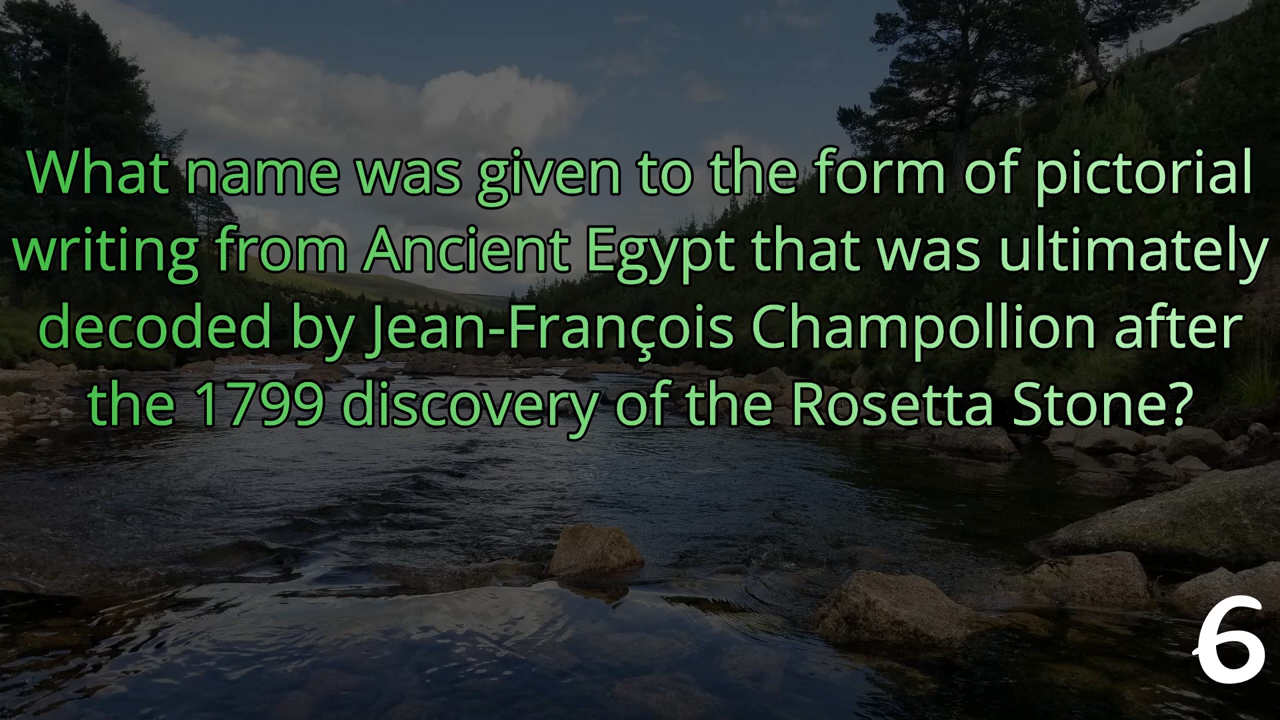 What name was given to the form of pictorial
writing from Ancient Egypt that was ultimately
decoded by Jean-François Champollion after
the 1799 discovery of the Rosetta Stone?
6